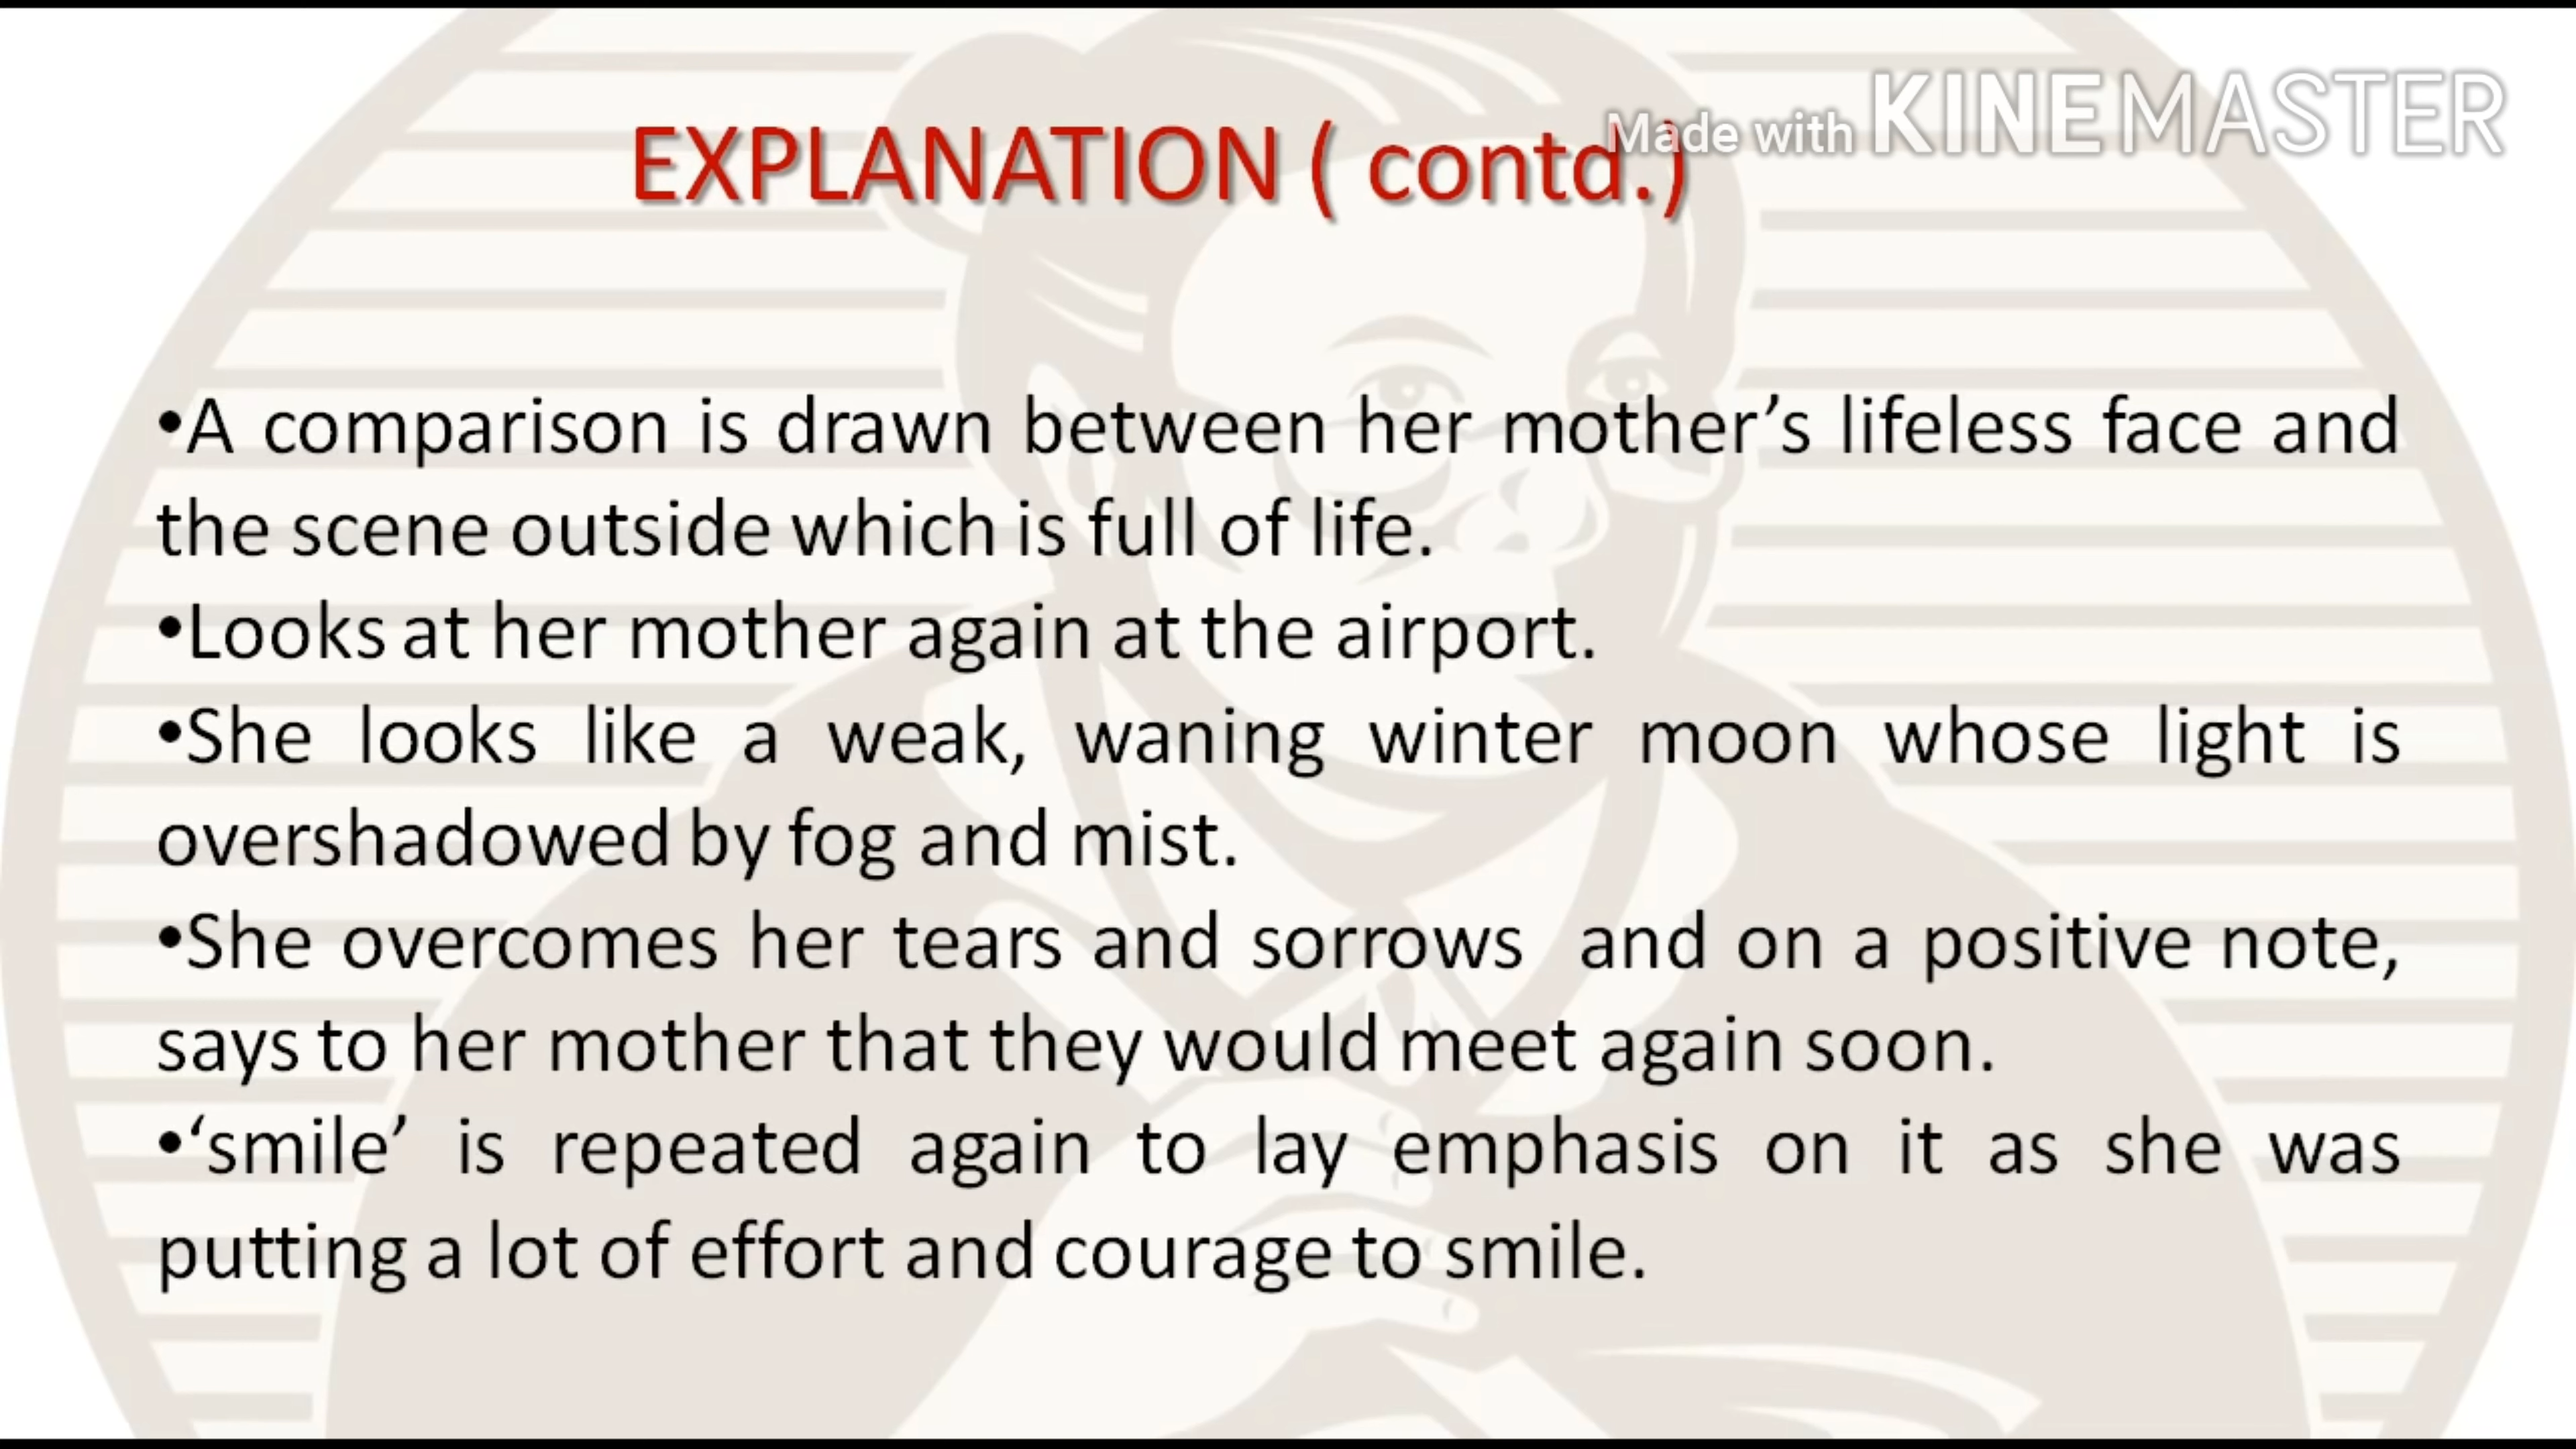 Made with KINEMASTER
EXPLANATION ( contd.)
•A comparison is drawn between her mother’s lifeless face and
the scene outside which is full of life.
•Looks at her mother again at the airport.
•She looks like a weak, waning winter moon whose light is
overshadowed by fog and mist.
•She overcomes her tears and sorrows and on a positive note,
says to her mother that they would meet again soon.
•‘smile’ is repeated again to lay emphasis on it as she was
putting a lot of effort and courage to smile.